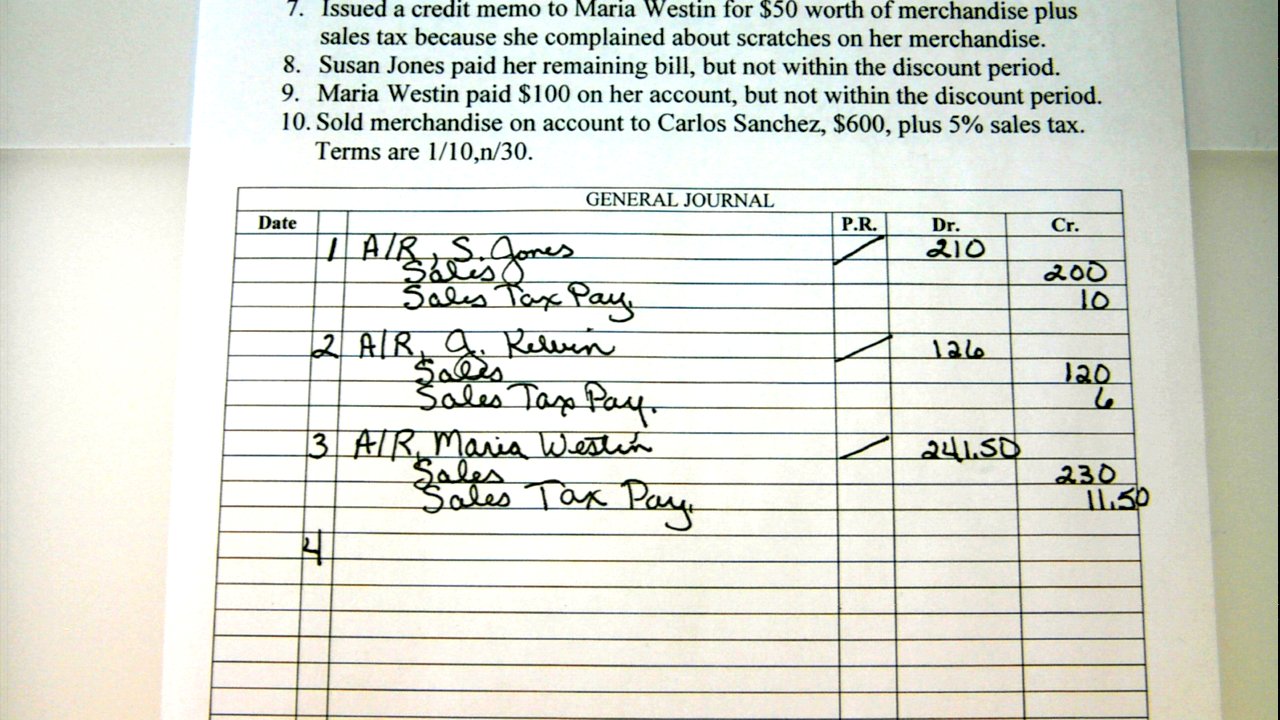 7. Issued a credit memo to Maria Westin for $50 worth of merchandise plus
sales tax because she complained about scratches on her merchandise.
8. Susan Jones paid her remaining bill, but not within the discount period.
9. Maria Westin paid $100 on her account, but not within the discount period.
10. Sold merchandise on account to Carlos Sanchez, $600, plus 5% sales tax.
Terms are 1/10,n/30.
GENERAL JOURNAL
Date P.R. Dr. Cr.
1 A/R, S. Jones 210
Sales 200
Sales Tax Pay. 10
2 A/R, A. Kelvin 126
Sales 120
Sales Tax Pay. 6
3 A/R, Maria Westin 241.50
Sales 230
Sales Tax Pay. 11.50
4